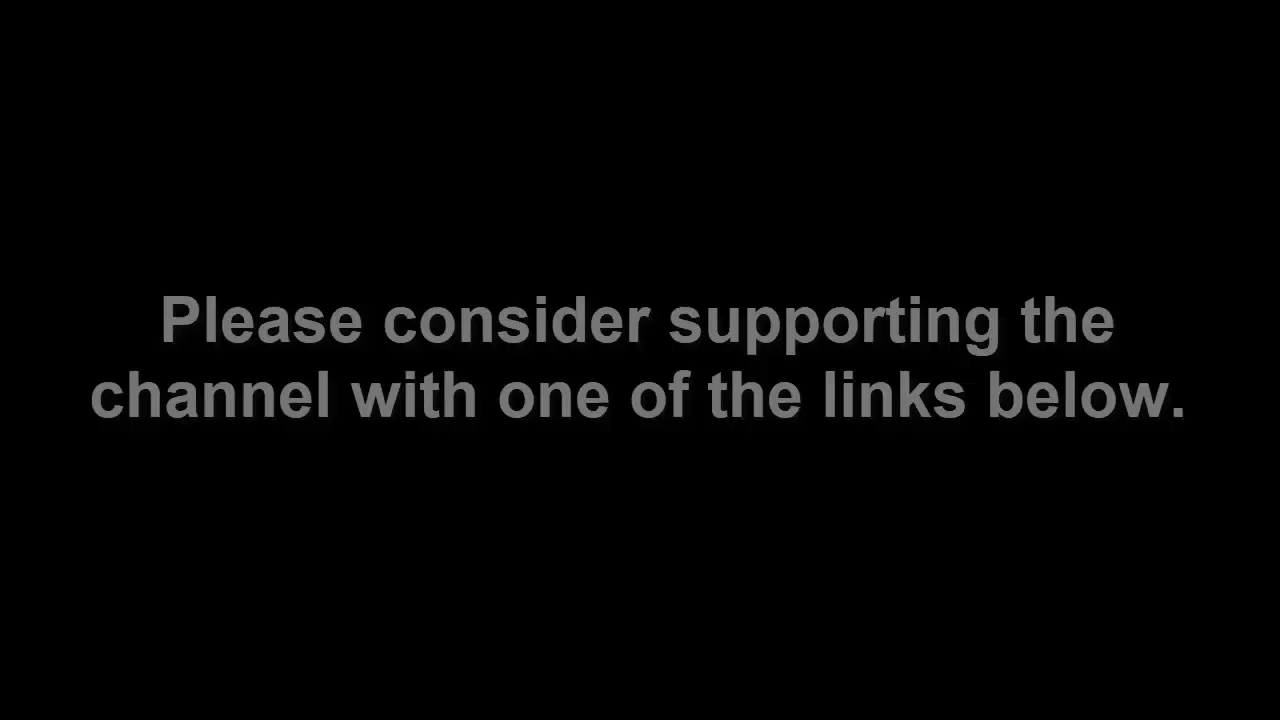 Please consider supporting the
channel with one of the links below.